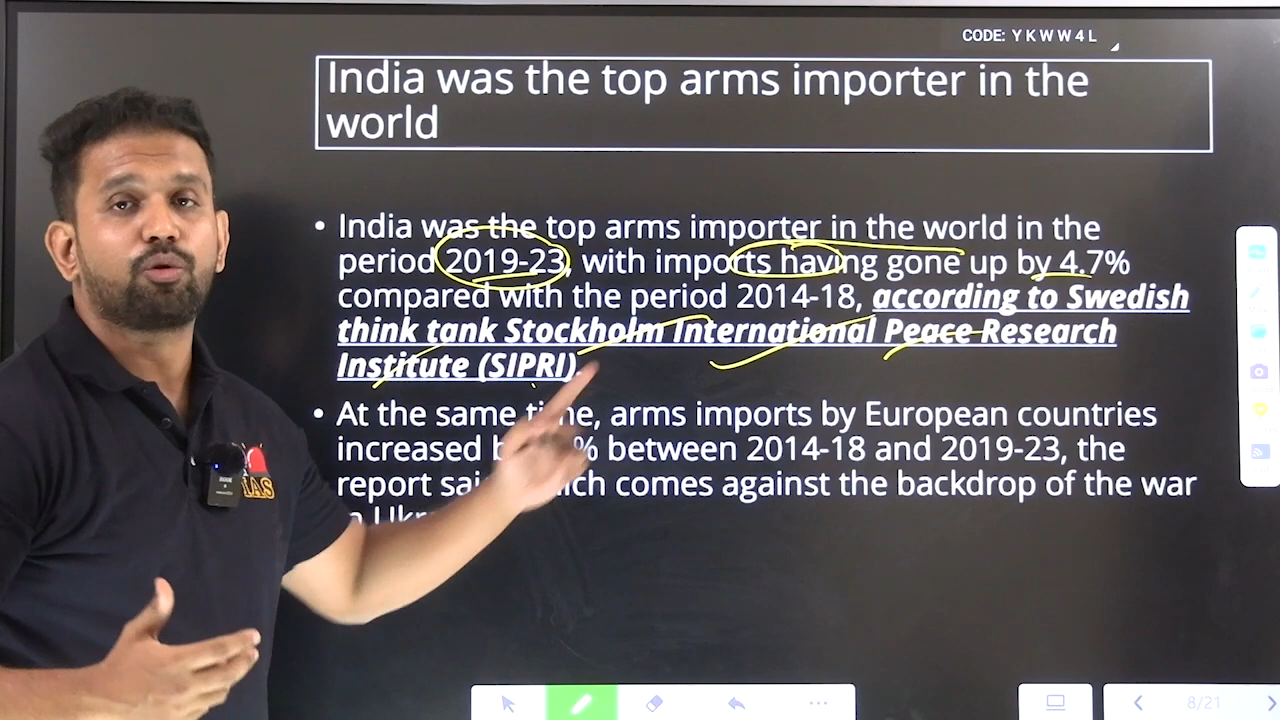 CODE: Y K W W 4 L
India was the top arms importer in the
world
• India was the top arms importer in the world in the
period 2019-23, with imports having gone up by 4.7%
compared with the period 2014-18, according to Swedish
think tank Stockholm International Peace Research
Institute (SIPRI).
• At the same time, arms imports by European countries
increased % between 2014-18 and 2019-23, the
report comes against the backdrop of the war
IAS
8/21